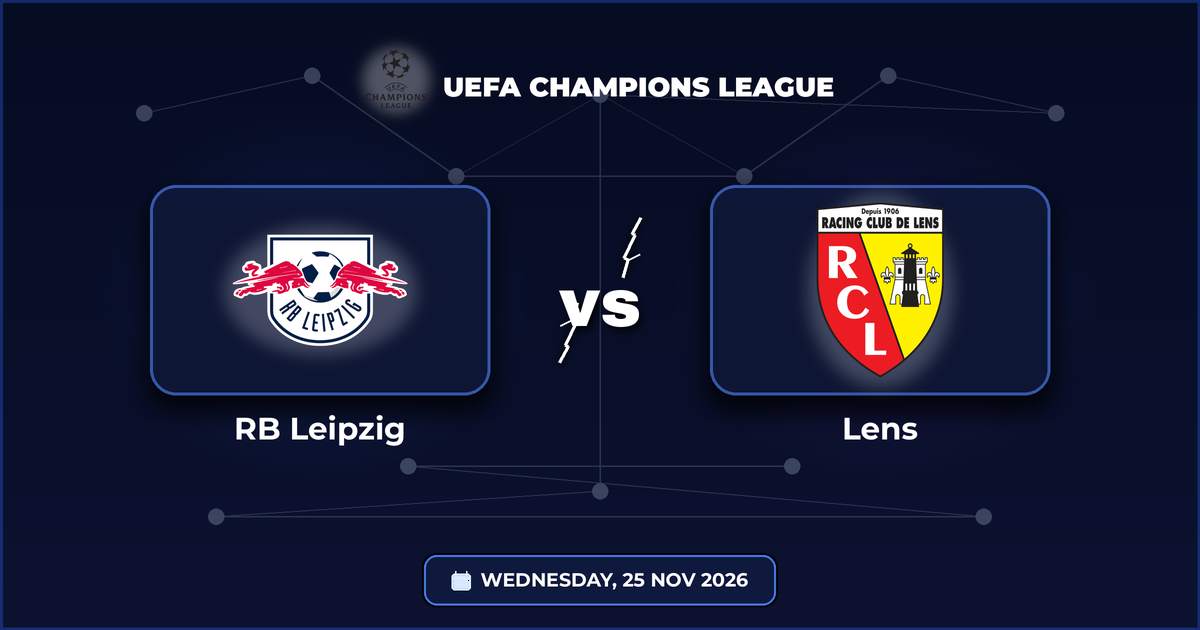 UEFA
CHAMPIONS
LEAGUE
UEFA CHAMPIONS LEAGUE
RB LEIPZIG
VS
Depuis 1906
RACING CLUB DE LENS
R
C
L
RB Leipzig
Lens
WEDNESDAY, 25 NOV 2026